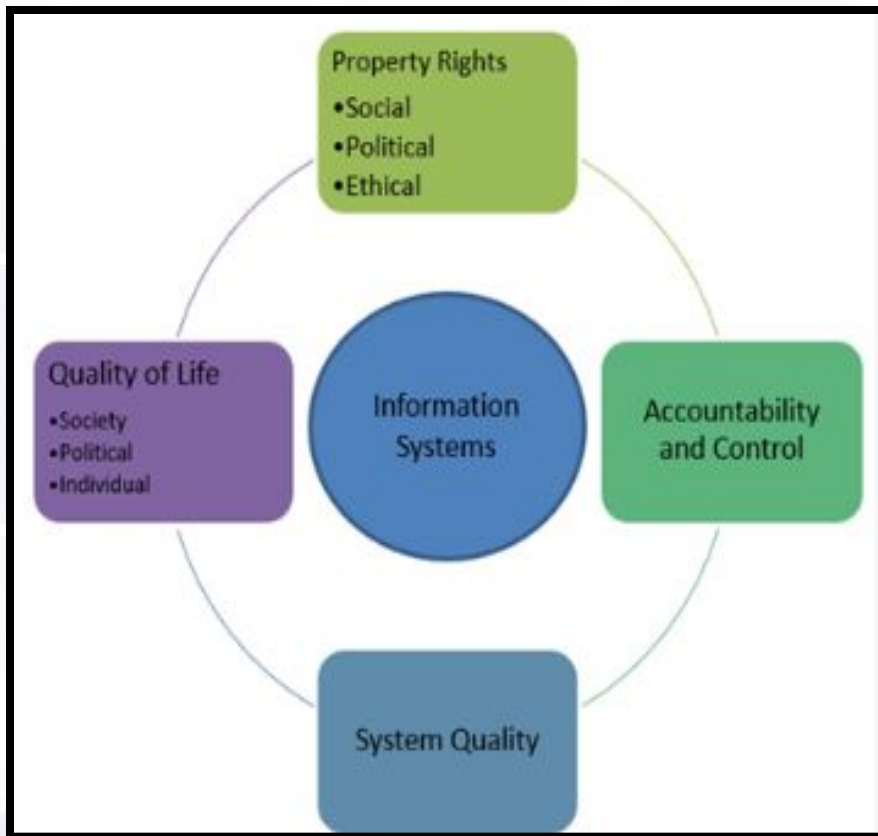 Property Rights
•Social
•Political
•Ethical
Quality of Life
•Society
•Political
•Individual
Information
Systems
Accountability
and Control
System Quality